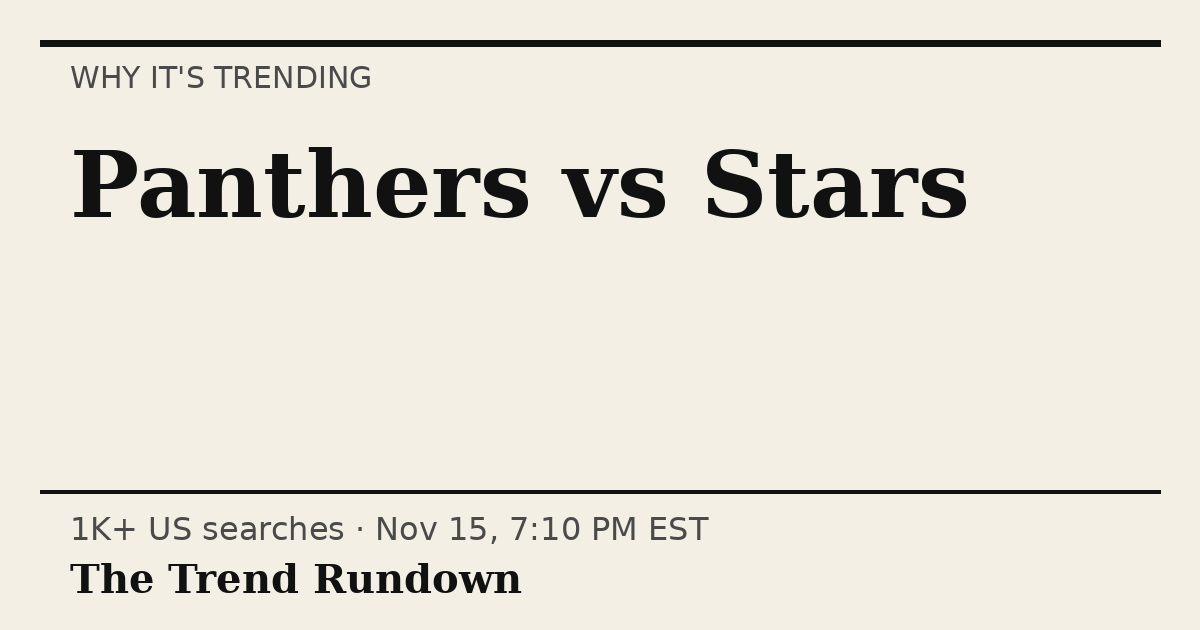 WHY IT'S TRENDING
Panthers vs Stars
1K+ US searches · Nov 15, 7:10 PM EST
The Trend Rundown